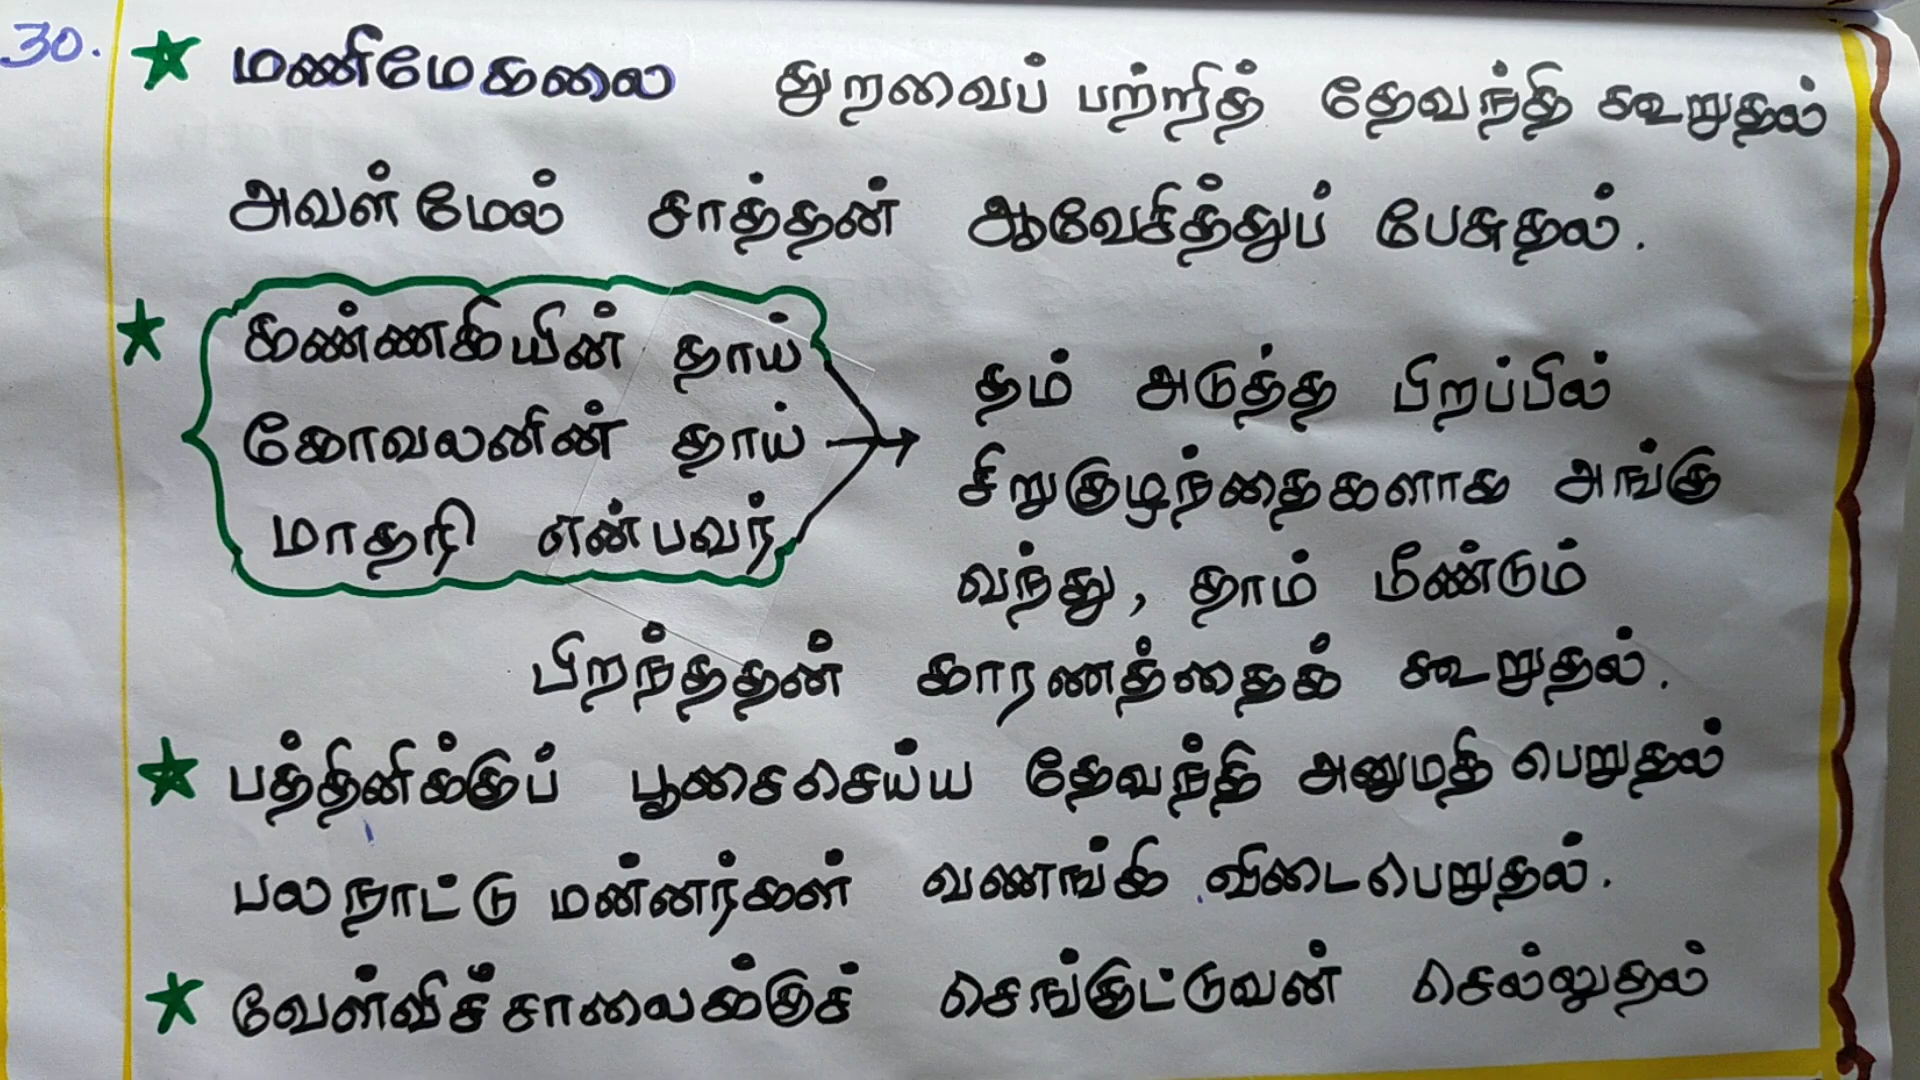 30. ★ மணிமேகலை துறவைப் பற்றித் தேவந்தி கூறுதல்
அவள் மேல் சாத்தன் ஆவேசித்துப் பேசுதல்.
★ கண்ணகியின் தாய்
கோவலனின் தாய்
மாதரி என்பவர்
→ தம் அடுத்த பிறப்பில்
சிறுகுழந்தைகளாக அங்கு
வந்து, தாம் மீண்டும்
பிறந்ததன் காரணத்தைக் கூறுதல்.
★ பத்தினிக்குப் பூசைசெய்ய தேவந்தி அனுமதி பெறுதல்
பல நாட்டு மன்னர்கள் வணங்கி விடைபெறுதல்.
★ வேள்விச்சாலைக்குச் செங்குட்டுவன் செல்லுதல்